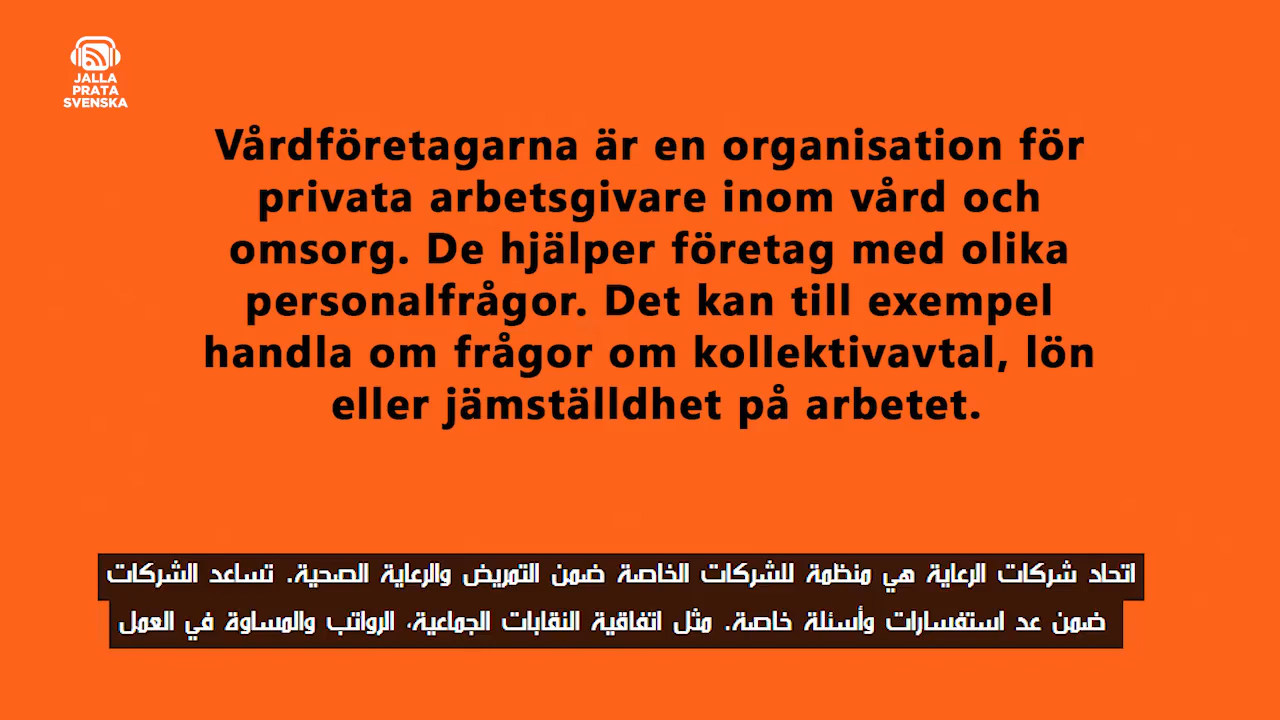 JALLA
PRATA
SVENSKA
Vårdföretagarna är en organisation för
privata arbetsgivare inom vård och
omsorg. De hjälper företag med olika
personalfrågor. Det kan till exempel
handla om frågor om kollektivavtal, lön
eller jämställdhet på arbetet.
اتحاد شركات الرعاية هي منظمة للشركات الخاصة ضمن التمريض والرعاية الصحية. تساعد الشركات
ضمن عد استفسارات وأسئلة خاصة. مثل اتفاقية النقابات الجماعية، الرواتب والمساوة في العمل